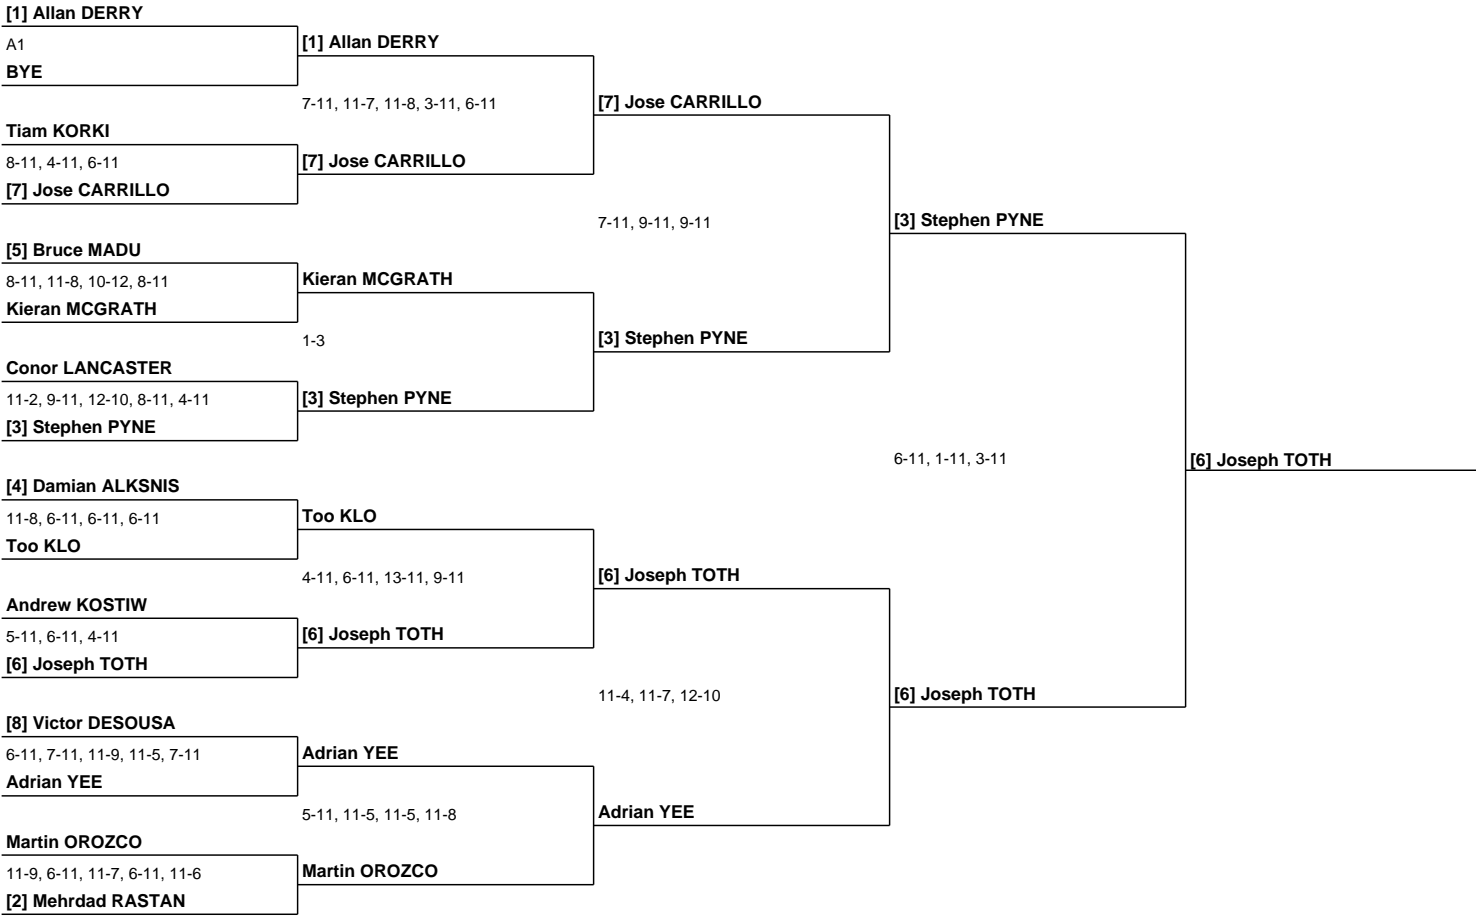 [1] Allan DERRY
A1
BYE
Tiam KORKI
8-11, 4-11, 6-11
[7] Jose CARRILLO
[5] Bruce MADU
8-11, 11-8, 10-12, 8-11
Kieran MCGRATH
Conor LANCASTER
11-2, 9-11, 12-10, 8-11, 4-11
[3] Stephen PYNE
[4] Damian ALKSNIS
11-8, 6-11, 6-11, 6-11
Too KLO
Andrew KOSTIW
5-11, 6-11, 4-11
[6] Joseph TOTH
[8] Victor DESOUSA
6-11, 7-11, 11-9, 11-5, 7-11
Adrian YEE
Martin OROZCO
11-9, 6-11, 11-7, 6-11, 11-6
[2] Mehrdad RASTAN
[1] Allan DERRY
7-11, 11-7, 11-8, 3-11, 6-11
[7] Jose CARRILLO
Kieran MCGRATH
1-3
[3] Stephen PYNE
Too KLO
4-11, 6-11, 13-11, 9-11
[6] Joseph TOTH
Adrian YEE
5-11, 11-5, 11-5, 11-8
Martin OROZCO
[7] Jose CARRILLO
7-11, 9-11, 9-11
[3] Stephen PYNE
[6] Joseph TOTH
11-4, 11-7, 12-10
Adrian YEE
[3] Stephen PYNE
6-11, 1-11, 3-11
[6] Joseph TOTH
[6] Joseph TOTH